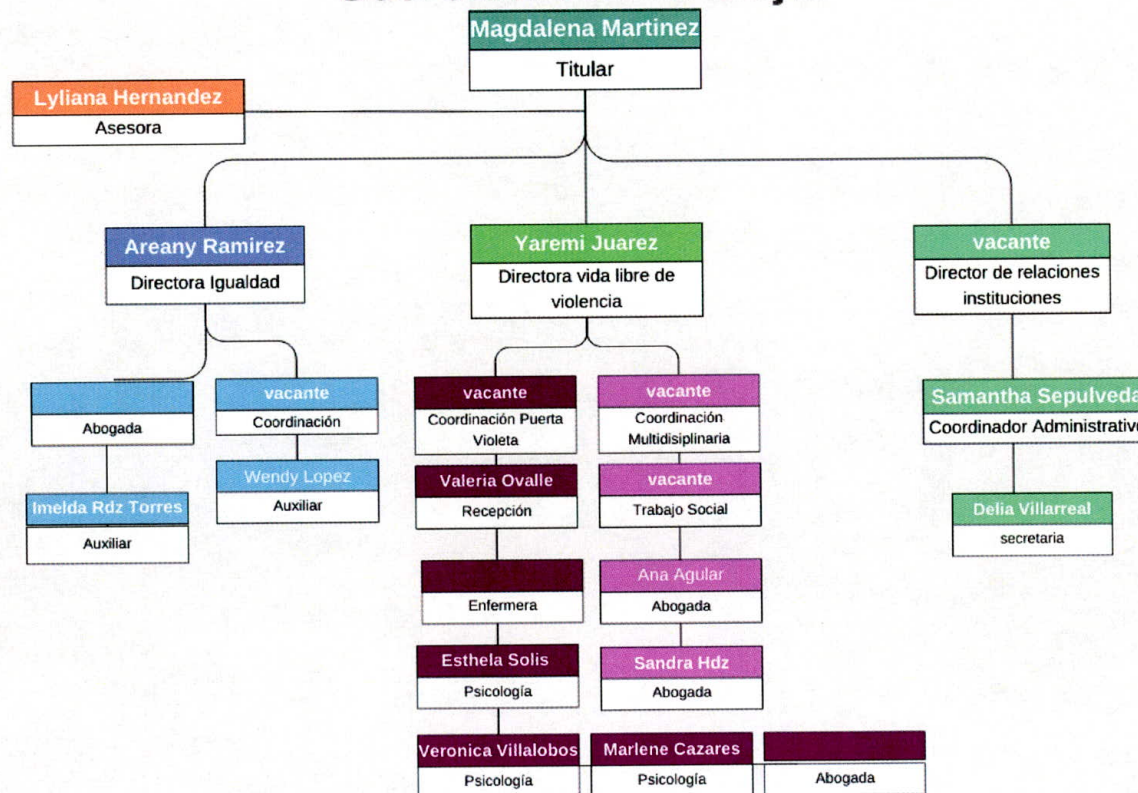 Magdalena Martinez
Titular
Lyliana Hernandez
Asesora
Areany Ramirez
Directora Igualdad
Yaremi Juarez
Directora vida libre de
violencia
vacante
Director de relaciones
instituciones
Abogada
Imelda Rdz Torres
Auxiliar
vacante
Coordinación
Wendy Lopez
Auxiliar
vacante
Coordinación Puerta
Violeta
Valeria Ovalle
Recepción
Enfermera
Esthela Solis
Psicología
Veronica Villalobos
Psicología
Marlene Cazares
Psicología
Abogada
vacante
Coordinación
Multidisiplinaria
vacante
Trabajo Social
Ana Agular
Abogada
Sandra Hdz
Abogada
Samantha Sepulveda
Coordinador Administrativo
Delia Villarreal
secretaria